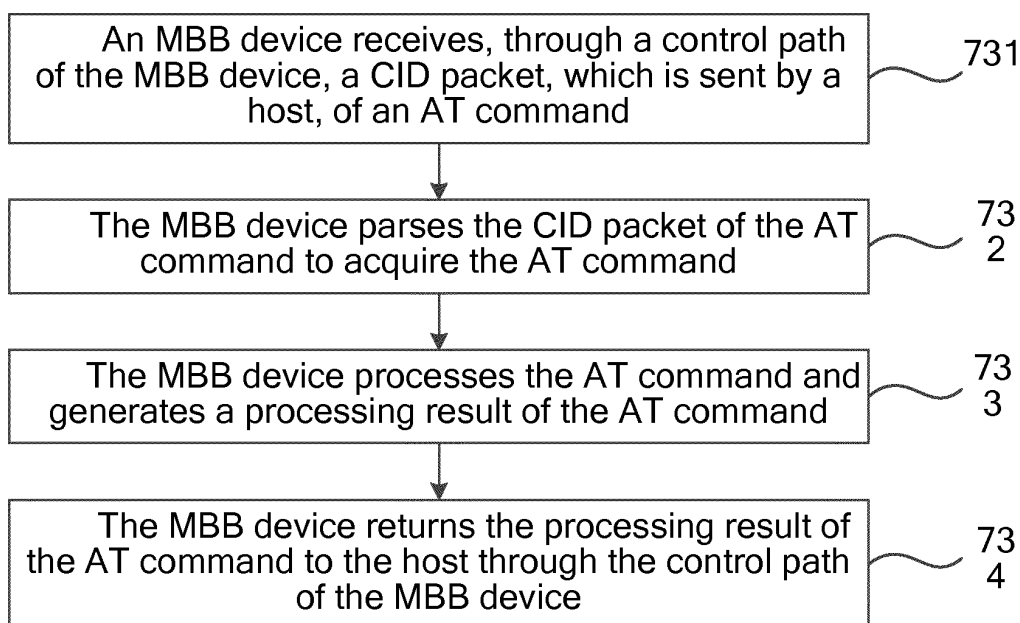 An MBB device receives, through a control path
of the MBB device, a CID packet, which is sent by a
host, of an AT command
731
The MBB device parses the CID packet of the AT
command to acquire the AT command
73
2
The MBB device processes the AT command and
generates a processing result of the AT command
73
3
The MBB device returns the processing result of
the AT command to the host through the control path
of the MBB device
73
4